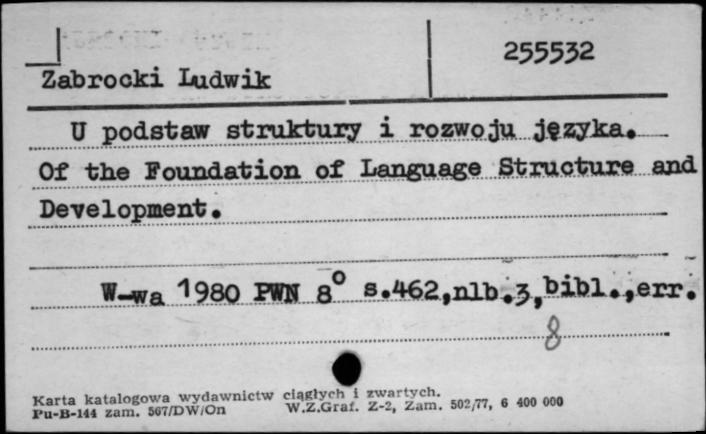 255532
Zabrocki Ludwik
U podstaw struktury i rozwoju języka.
Of the Foundation of Language Structure and
Development.
W-wa 1980 PWN 8° s.462,nlb.3,bibl.,err.
8
Karta katalogowa wydawnictw ciągłych i zwartych.
Pu-B-144 zam. 567/DW/On W.Z.Graf. Z-2, Zam. 502/77, 6 400 000